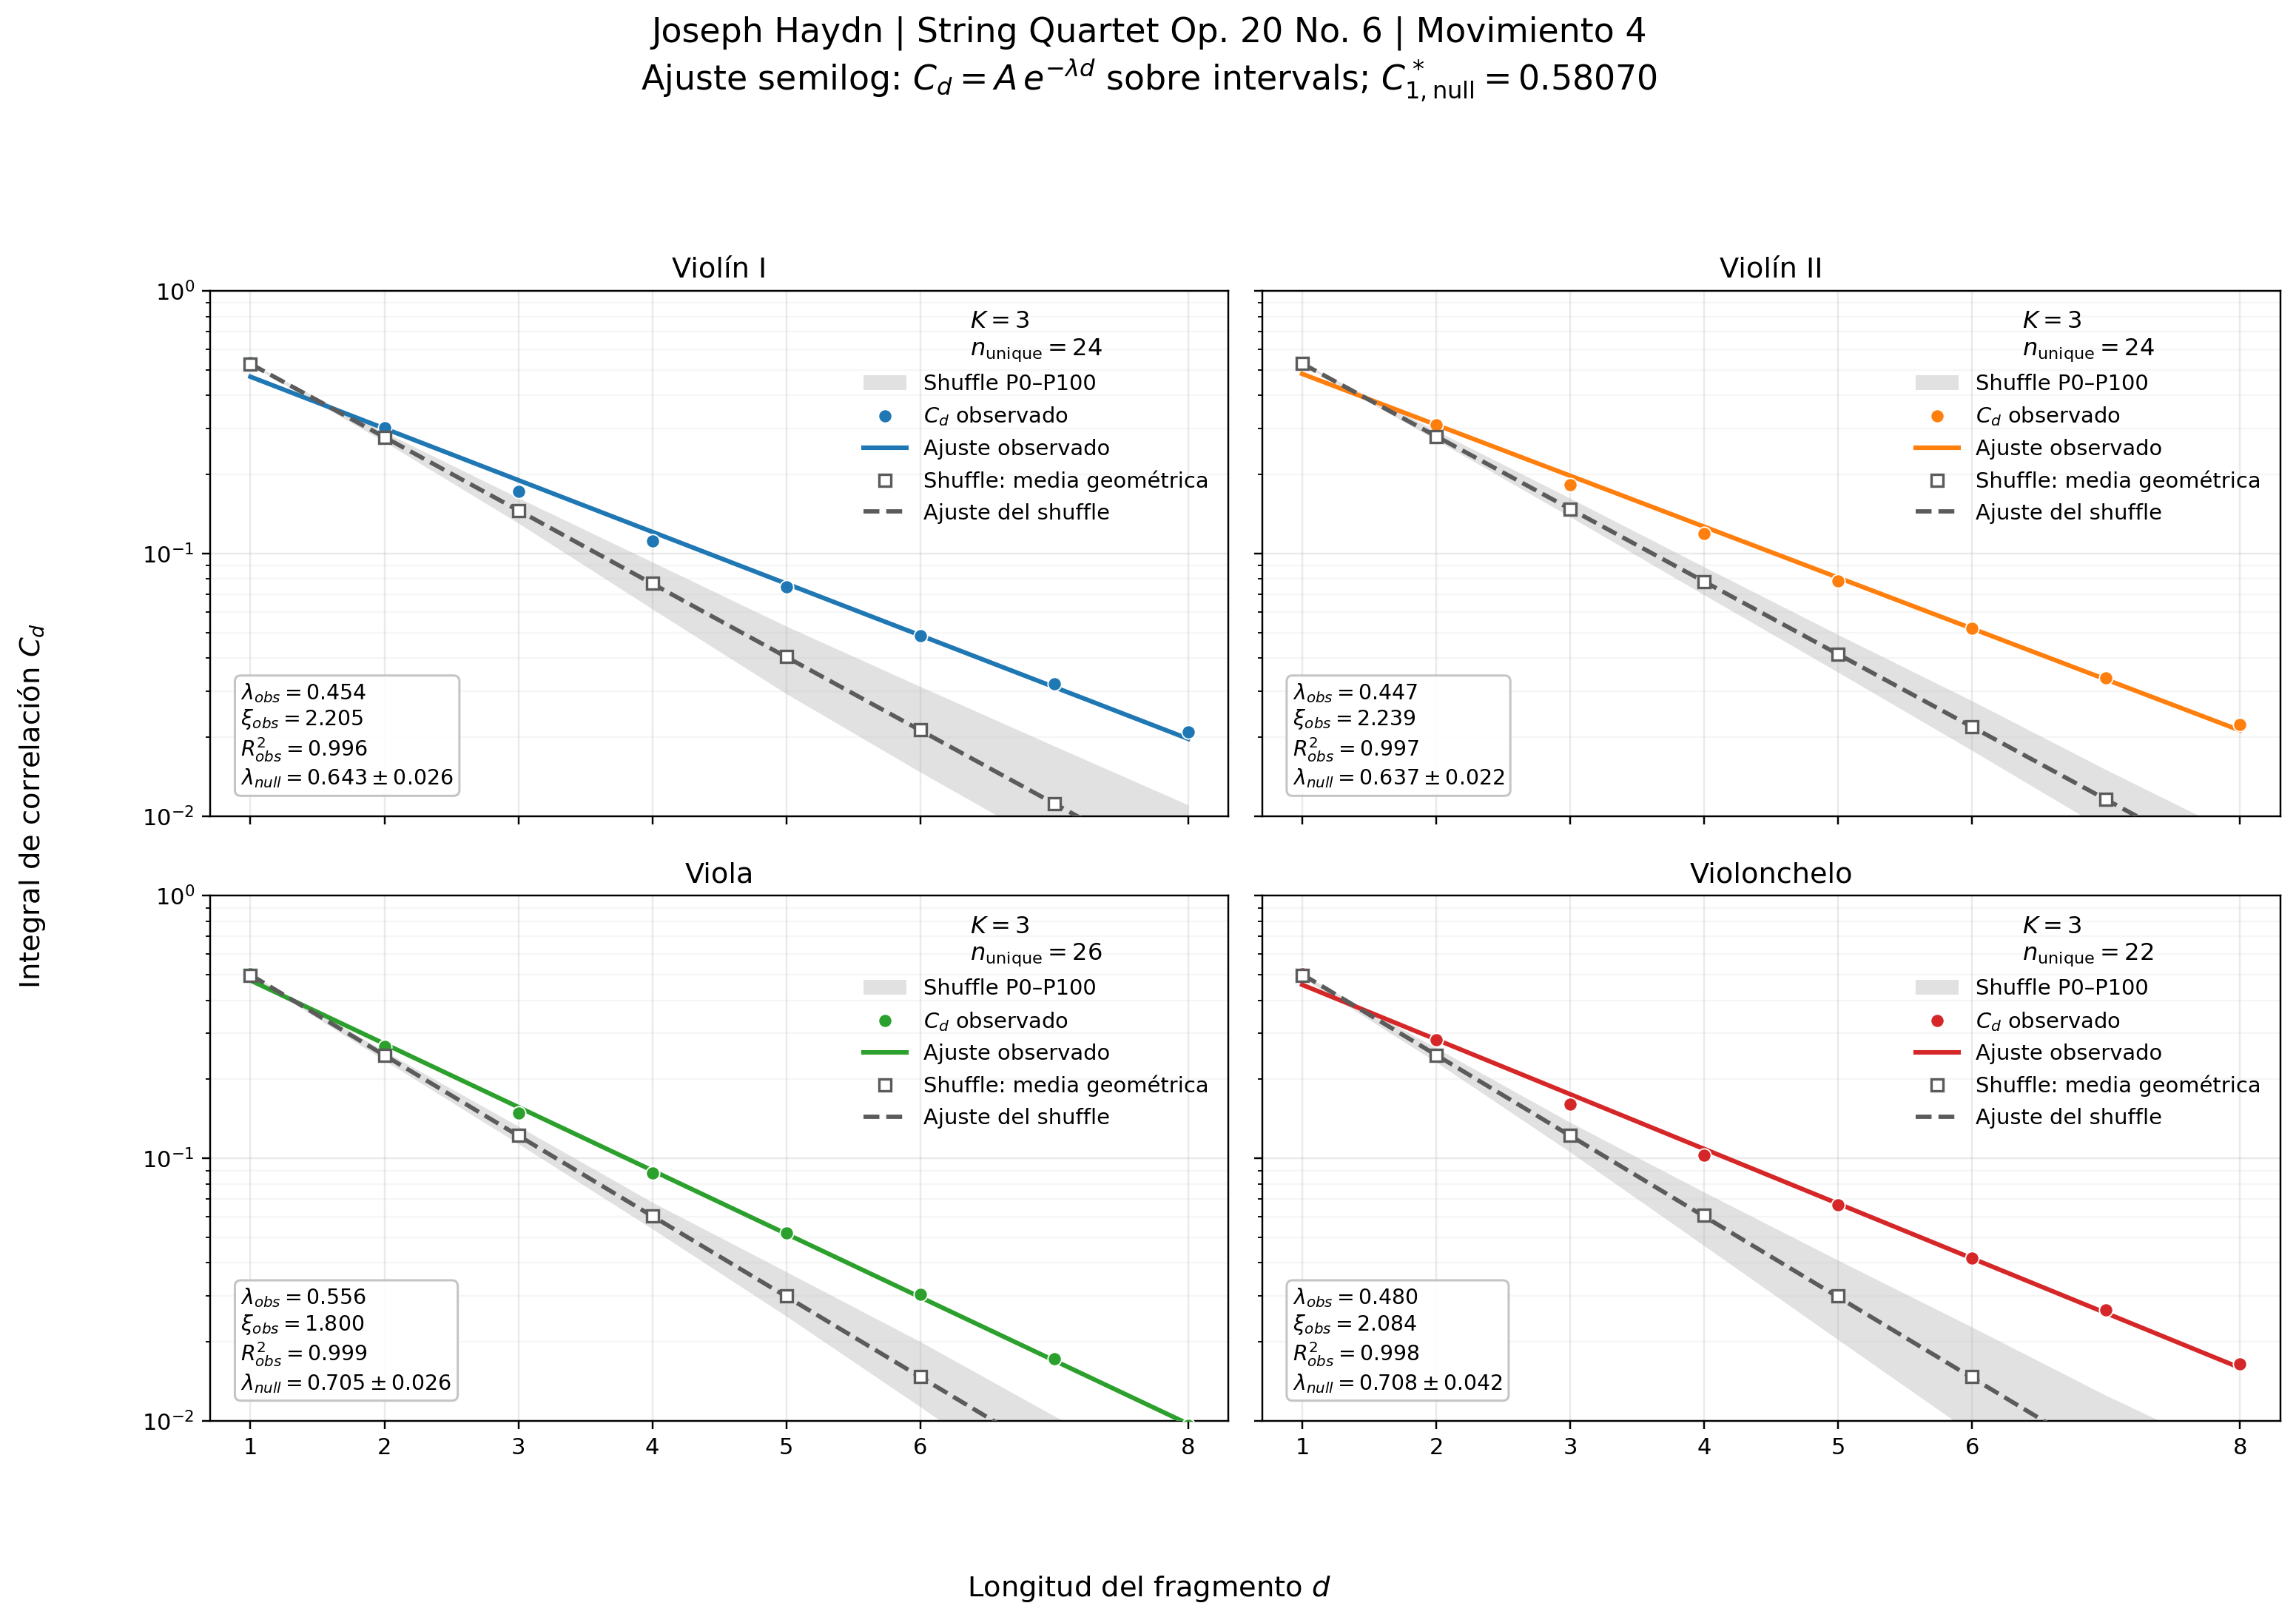 Joseph Haydn | String Quartet Op. 20 No. 6 | Movimiento 4
Ajuste semilog: $C_d = A\,e^{-\lambda d}$ sobre intervals; $C^*_{1,\mathrm{null}} = 0.58070$
Integral de correlación $C_d$
Violín I
10⁰
10⁻¹
10⁻²
K = 3
n_unique = 24
Shuffle P0–P100
C_d observado
Ajuste observado
Shuffle: media geométrica
Ajuste del shuffle
λ_obs = 0.454
ξ_obs = 2.205
R²_obs = 0.996
λ_null = 0.643 ± 0.026
Violín II
K = 3
n_unique = 24
Shuffle P0–P100
C_d observado
Ajuste observado
Shuffle: media geométrica
Ajuste del shuffle
λ_obs = 0.447
ξ_obs = 2.239
R²_obs = 0.997
λ_null = 0.637 ± 0.022
Viola
10⁰
10⁻¹
10⁻²
K = 3
n_unique = 26
Shuffle P0–P100
C_d observado
Ajuste observado
Shuffle: media geométrica
Ajuste del shuffle
λ_obs = 0.556
ξ_obs = 1.800
R²_obs = 0.999
λ_null = 0.705 ± 0.026
1 2 3 4 5 6 8
Violonchelo
K = 3
n_unique = 22
Shuffle P0–P100
C_d observado
Ajuste observado
Shuffle: media geométrica
Ajuste del shuffle
λ_obs = 0.480
ξ_obs = 2.084
R²_obs = 0.998
λ_null = 0.708 ± 0.042
1 2 3 4 5 6 8
Longitud del fragmento d